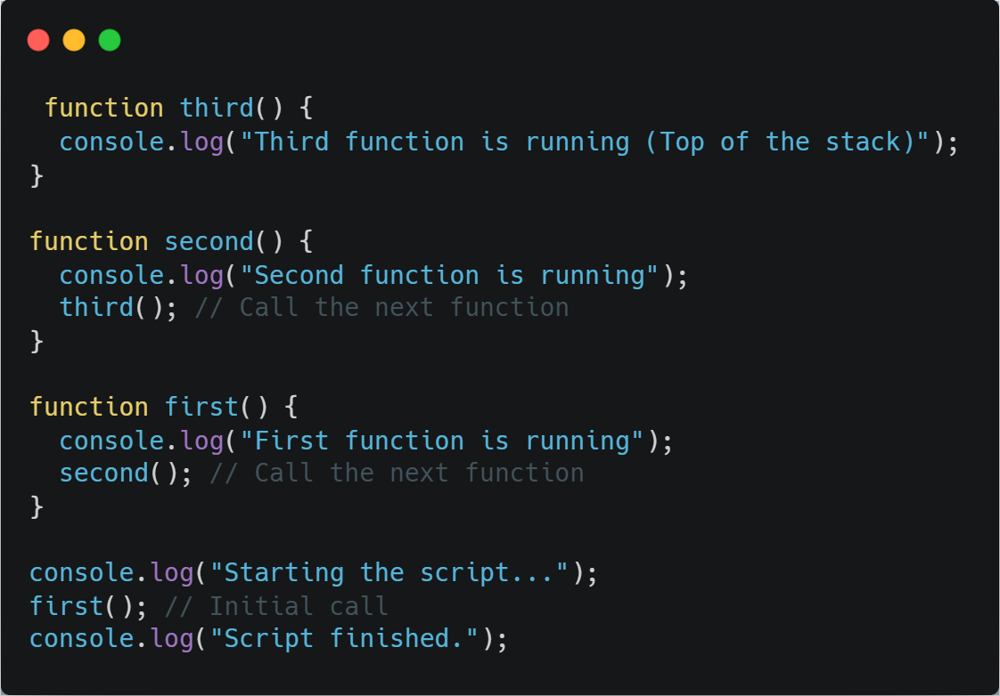 function third() {
  console.log("Third function is running (Top of the stack)");
}

function second() {
  console.log("Second function is running");
  third(); // Call the next function
}

function first() {
  console.log("First function is running");
  second(); // Call the next function
}

console.log("Starting the script...");
first(); // Initial call
console.log("Script finished.");